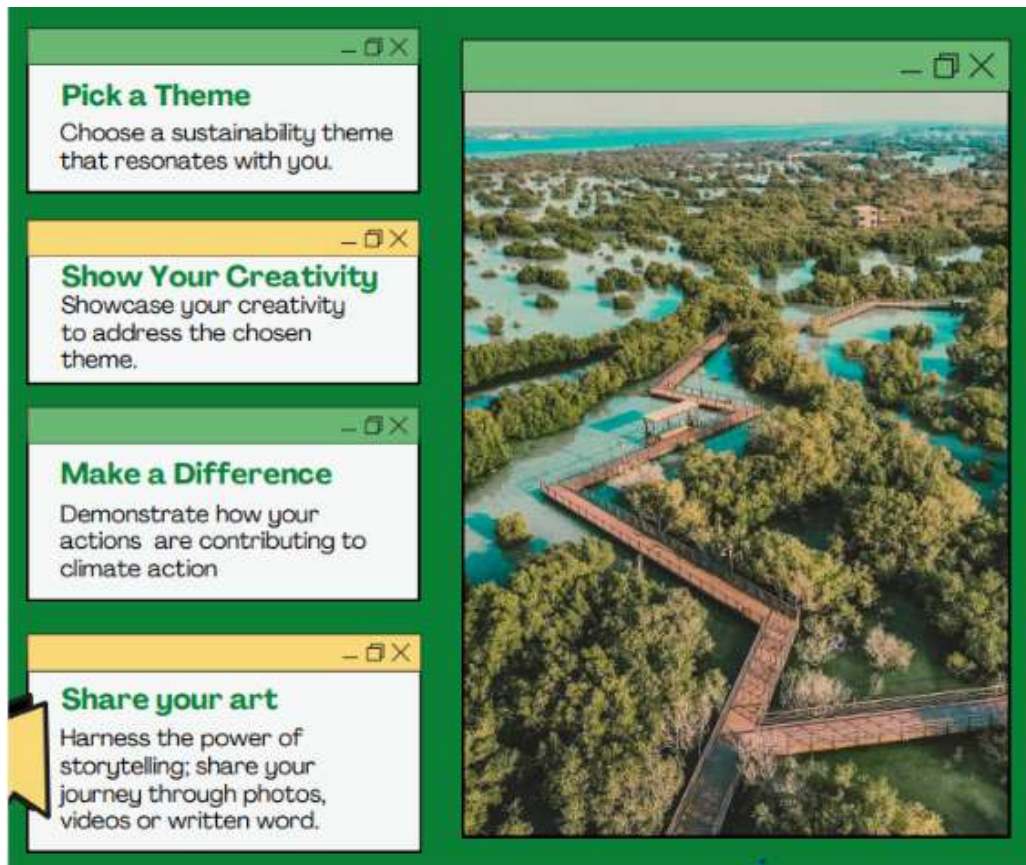 Pick a Theme
Choose a sustainability theme
that resonates with you.
Show Your Creativity
Showcase your creativity
to address the chosen
theme.
Make a Difference
Demonstrate how your
actions are contributing to
climate action
Share your art
Harness the power of
storytelling; share your
journey through photos,
videos or written word.